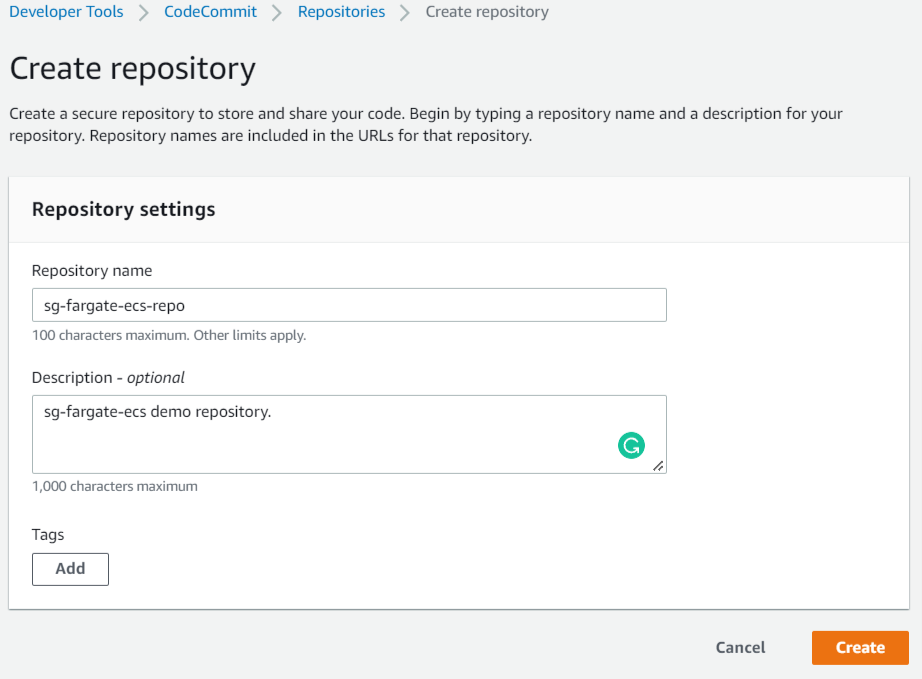 Developer Tools > CodeCommit > Repositories > Create repository
Create repository
Create a secure repository to store and share your code. Begin by typing a repository name and a description for your
repository. Repository names are included in the URLs for that repository.
Repository settings
Repository name
sg-fargate-ecs-repo
100 characters maximum. Other limits apply.
Description - optional
sg-fargate-ecs demo repository.
1,000 characters maximum
Tags
Add
Cancel Create